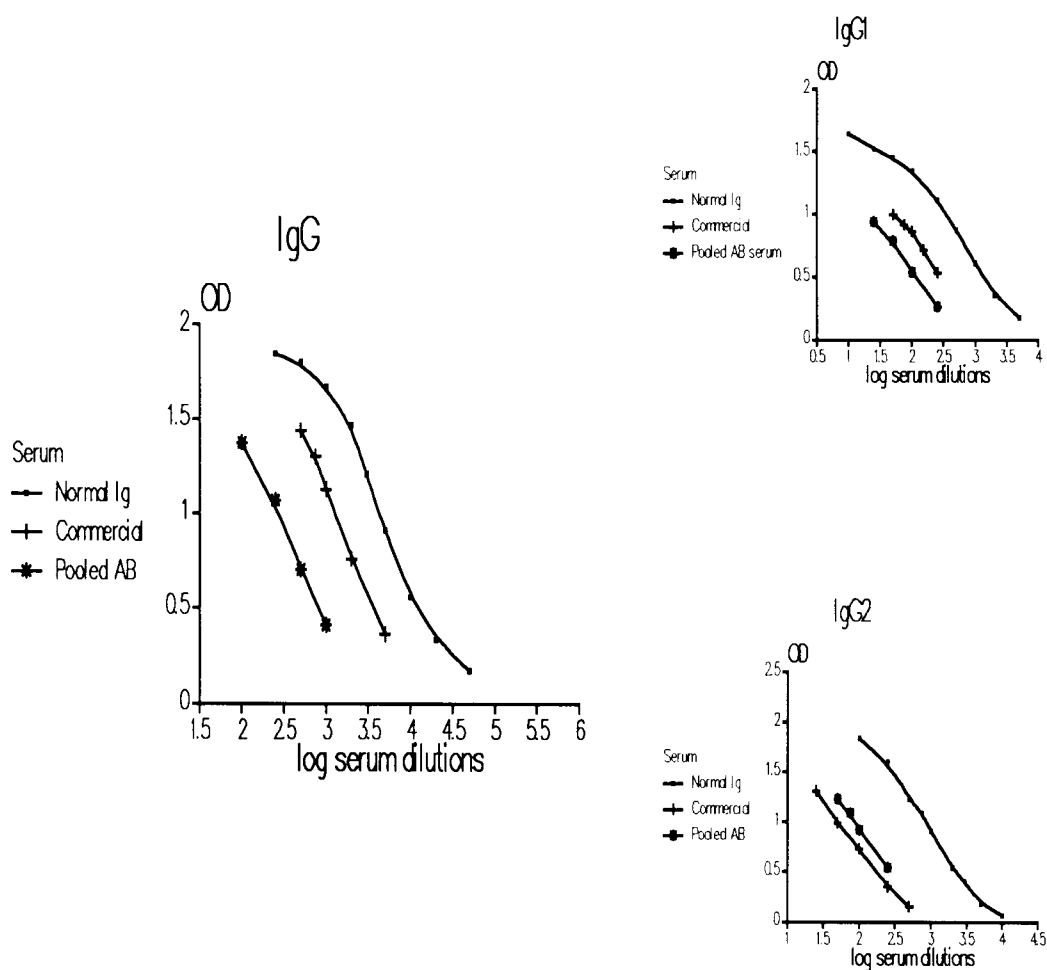 IgG
OD
2
1.5
1
0.5
0
1.5 2 2.5 3 3.5 4 4.5 5 5.5 6
log serum dilutions
Serum
Normal Ig
Commercial
Pooled AB
IgG1
OD
2
1.5
1
0.5
0
0.5 1 1.5 2 2.5 3 3.5 4
log serum dilutions
Serum
Normal Ig
Commercial
Pooled AB serum
IgG2
OD
2.5
2
1.5
1
0.5
0
1 1.5 2 2.5 3 3.5 4 4.5
log serum dilutions
Serum
Normal Ig
Commercial
Pooled AB